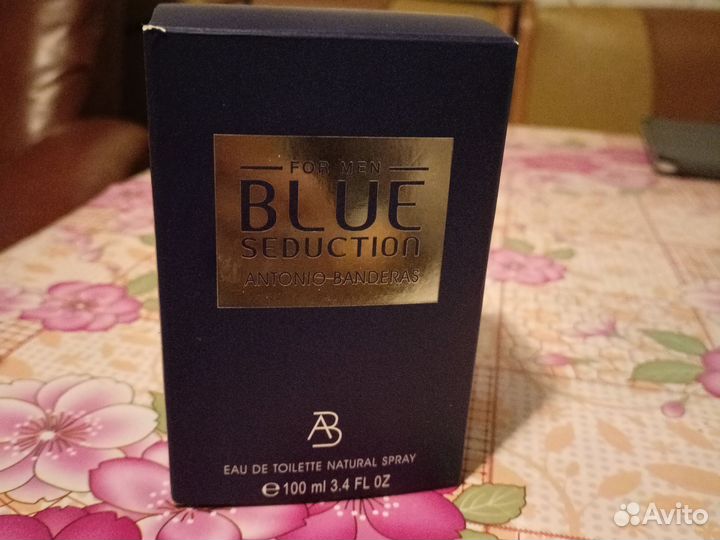 FOR MEN
BLUE
SEDUCTION
ANTONIO BANDERAS
AB
EAU DE TOILETTE NATURAL SPRAY
℮ 100 ml 3.4 FL OZ
Avito